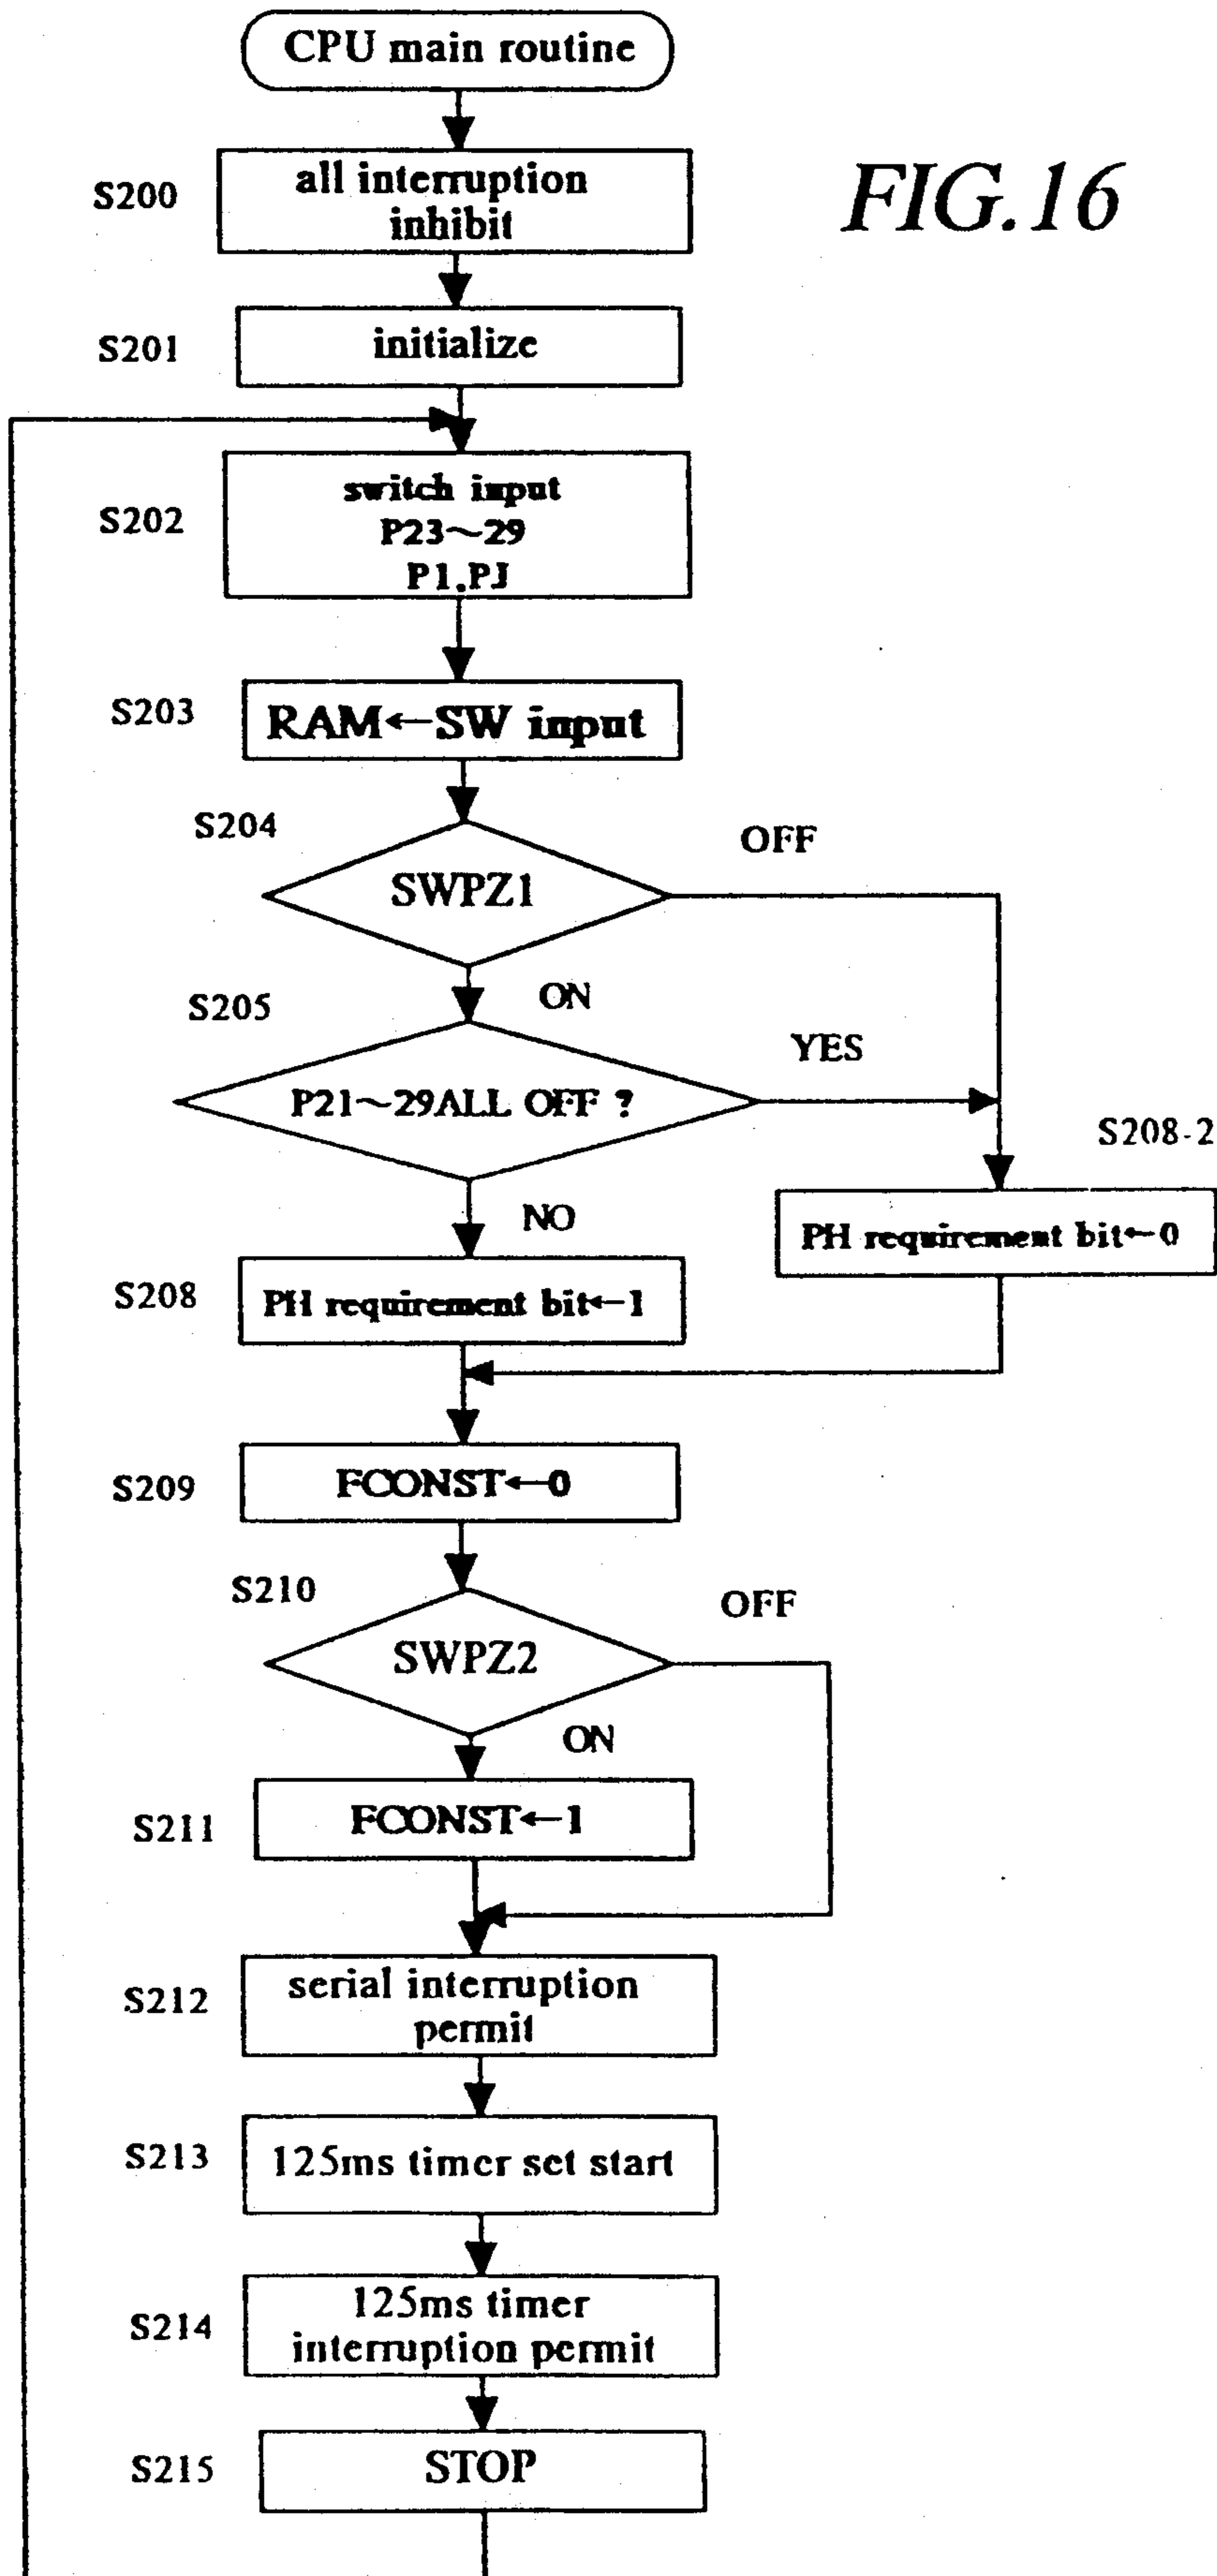 CPU main routine
FIG.16
S200
all interruption
inhibit
S201
initialize
S202
switch input
P23~29
P1.PJ
S203
RAM←SW input
S204
OFF
SWPZ1
S205
ON
YES
P21~29ALL OFF ?
S208-2
NO
PH requirement bit←0
S208
PH requirement bit←1
S209
FCONST←0
S210
OFF
SWPZ2
ON
S211
FCONST←1
S212
serial interruption
permit
S213
125ms timer set start
S214
125ms timer
interruption permit
S215
STOP